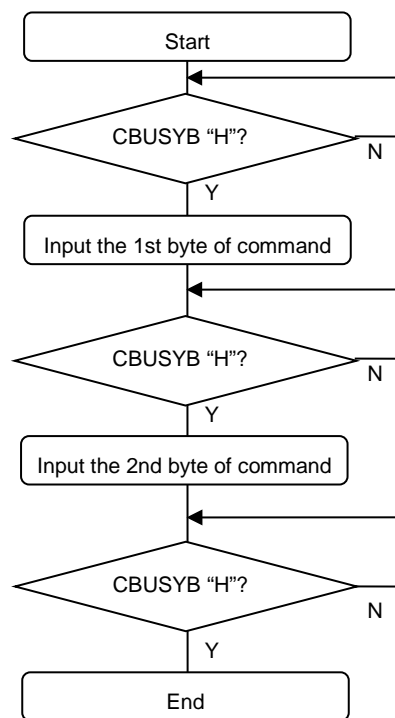 Start
CBUSYB “H”?
N
Y
Input the 1st byte of command
CBUSYB “H”?
N
Y
Input the 2nd byte of command
CBUSYB “H”?
N
Y
End